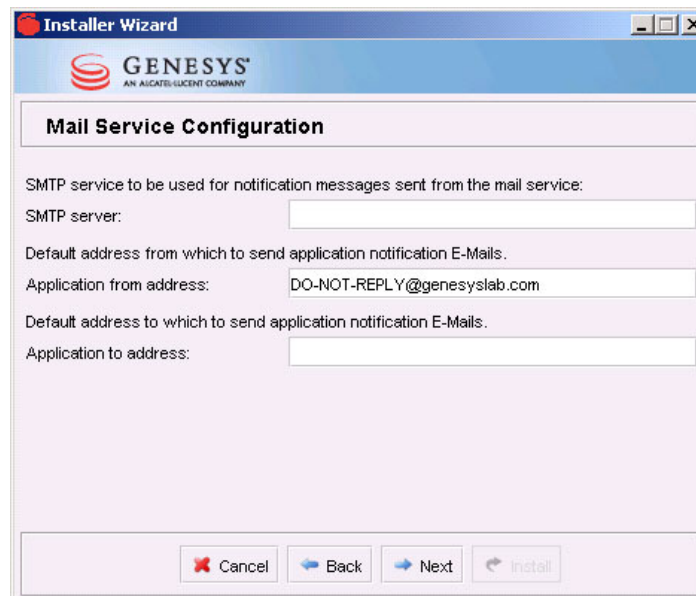 Installer Wizard
GENESYS
AN ALCATEL-LUCENT COMPANY
Mail Service Configuration
SMTP service to be used for notification messages sent from the mail service:
SMTP server:
Default address from which to send application notification E-Mails.
Application from address: DO-NOT-REPLY@genesyslab.com
Default address to which to send application notification E-Mails.
Application to address:
Cancel Back Next Install